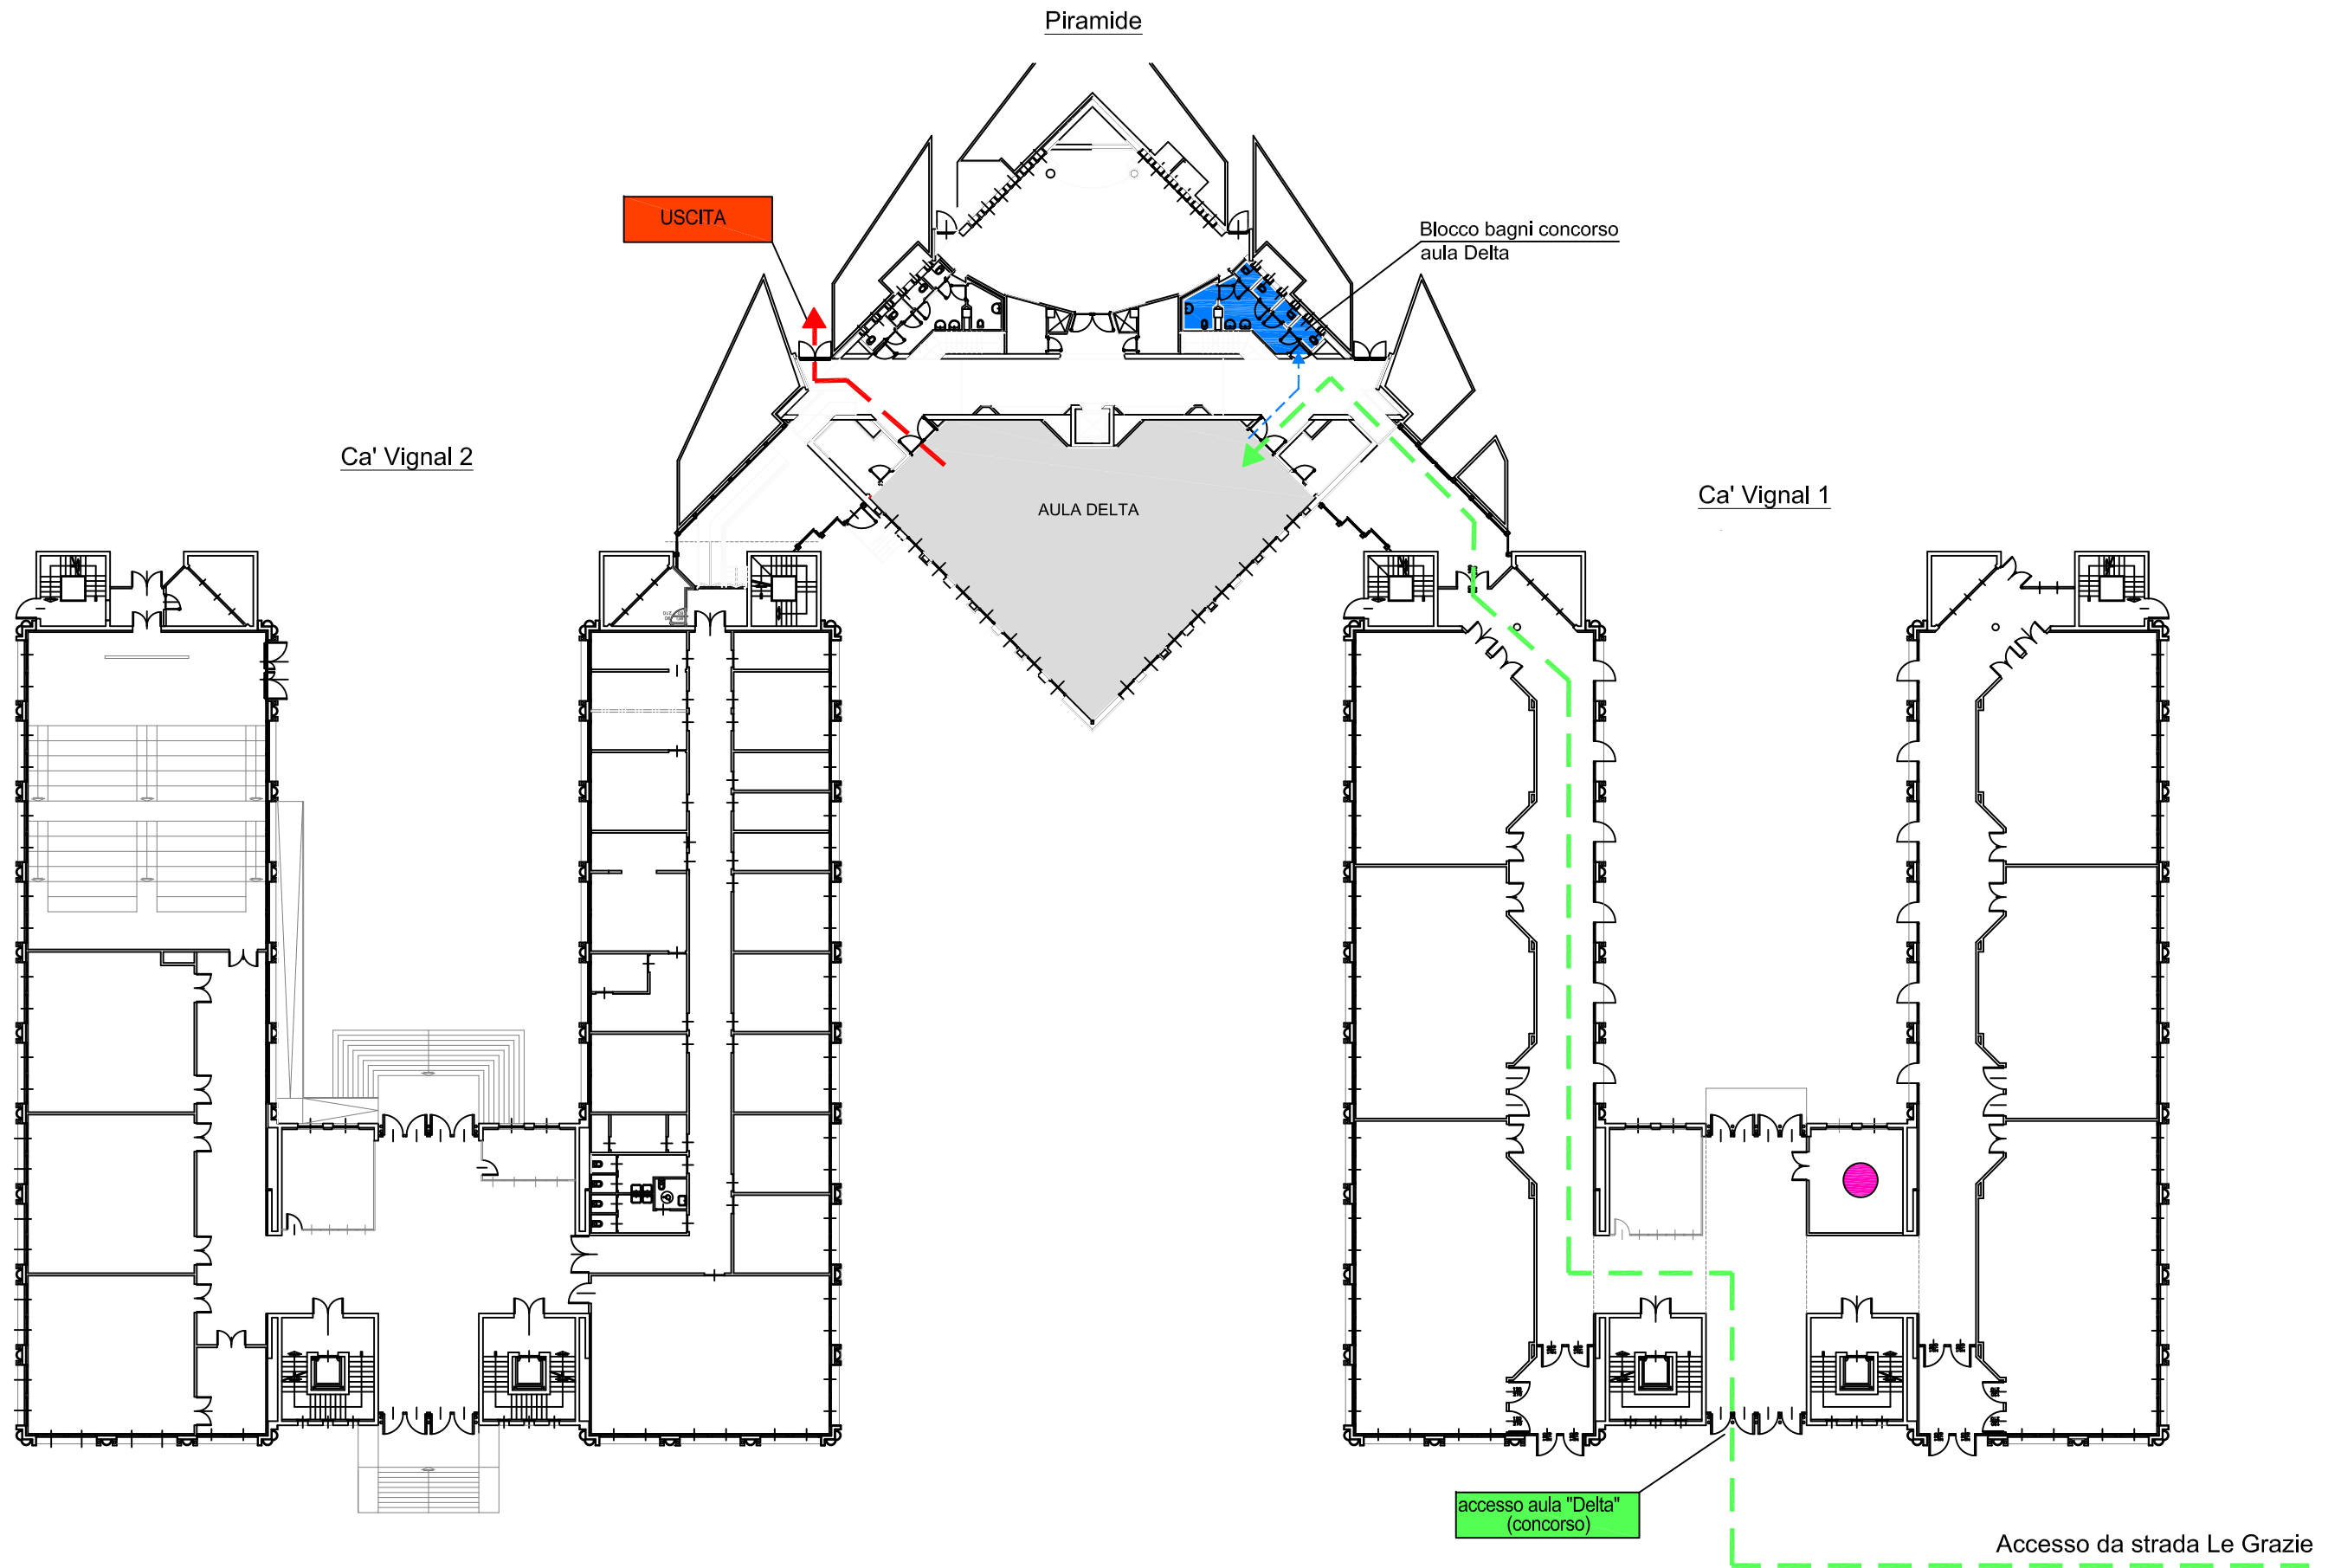 Piramide
USCITA
Blocco bagni concorso
aula Delta
Ca' Vignal 2
Ca' Vignal 1
AULA DELTA
accesso aula "Delta"
(concorso)
Accesso da strada Le Grazie